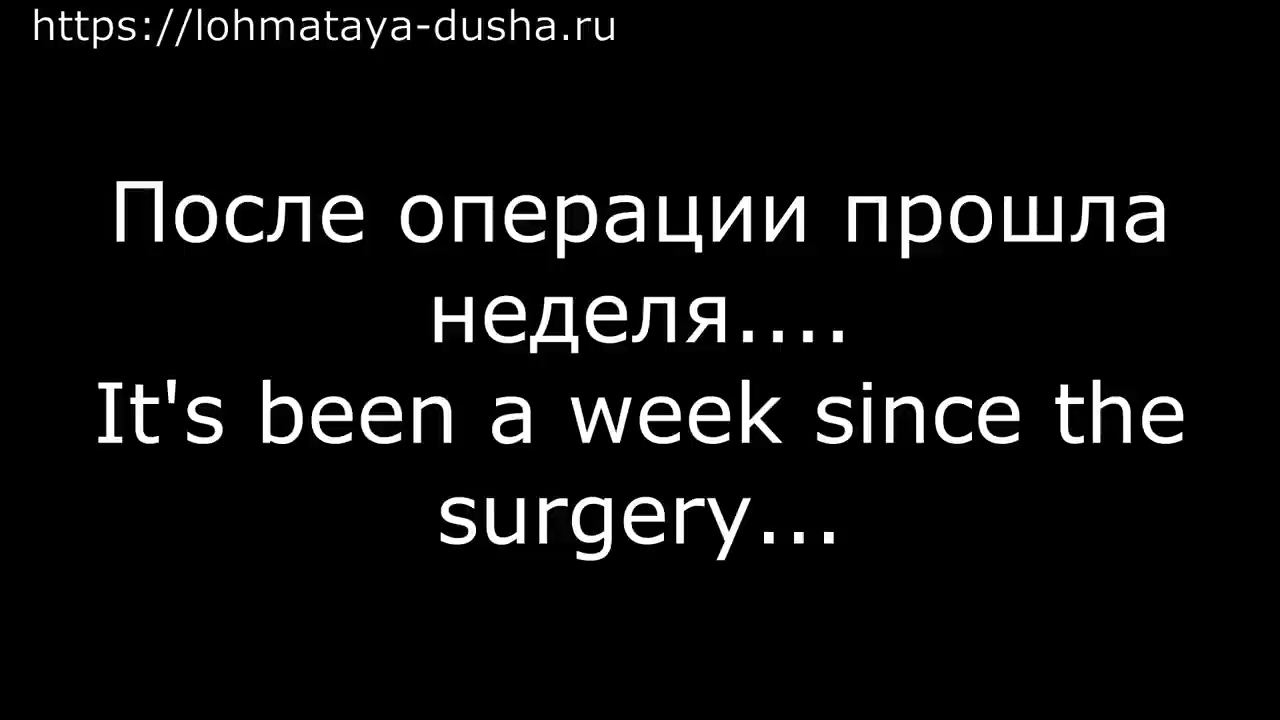 https://lohmataya-dusha.ru
После операции прошла
неделя....
It's been a week since the
surgery...